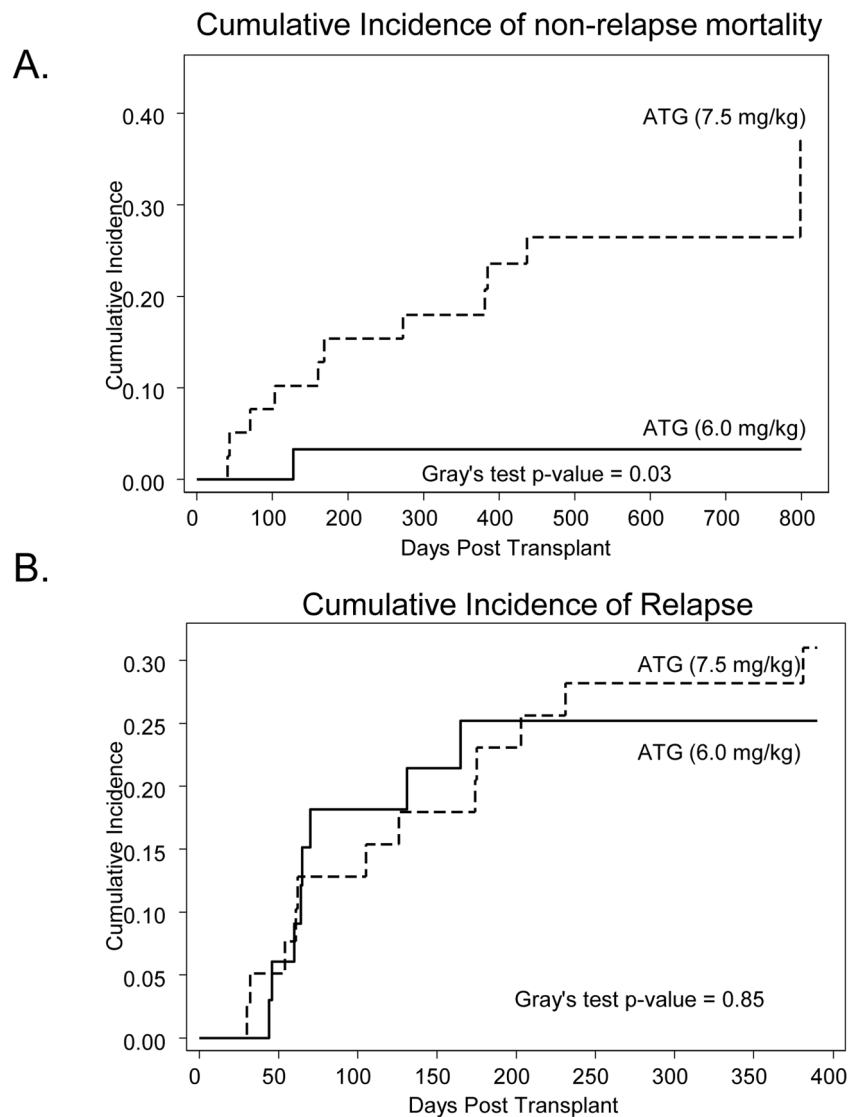 Cumulative Incidence of non-relapse mortality
A.
0.40
ATG (7.5 mg/kg)
0.30
0.20
0.10
0.00
Cumulative Incidence
ATG (6.0 mg/kg)
Gray's test p-value = 0.03
0 100 200 300 400 500 600 700 800
Days Post Transplant
B.
Cumulative Incidence of Relapse
0.30
0.25
0.20
0.15
0.10
0.05
0.00
Cumulative Incidence
ATG (7.5 mg/kg)
ATG (6.0 mg/kg)
Gray's test p-value = 0.85
0 50 100 150 200 250 300 350 400
Days Post Transplant